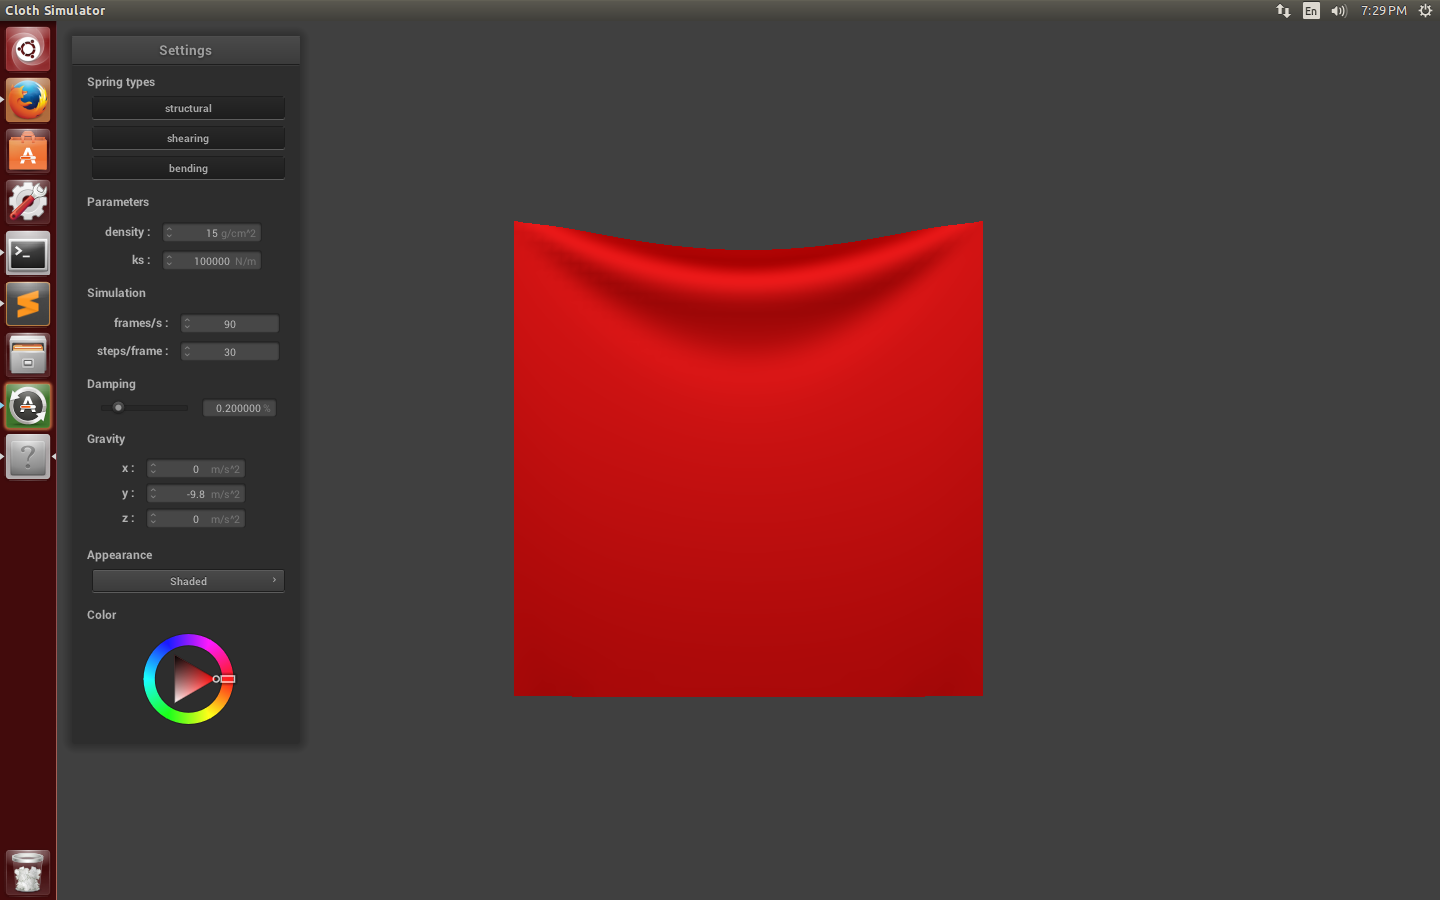 Cloth Simulator
En
7:29 PM
Settings
Spring types
structural
shearing
bending
Parameters
density : 15 g/cm^2
ks : 100000 N/m
Simulation
frames/s : 90
steps/frame : 30
Damping
0.200000 %
Gravity
x : 0 m/s^2
y : -9.8 m/s^2
z : 0 m/s^2
Appearance
Shaded
Color